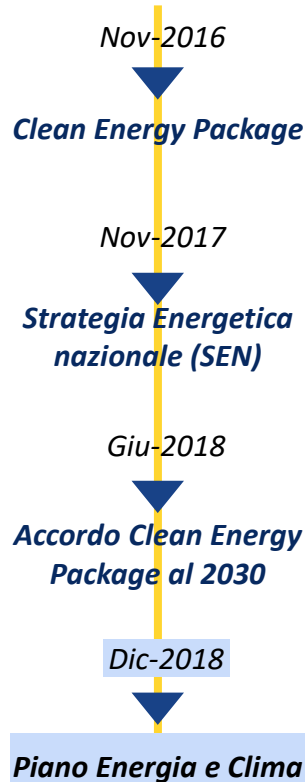 Nov-2016
Clean Energy Package
Nov-2017
Strategia Energetica
nazionale (SEN)
Giu-2018
Accordo Clean Energy
Package al 2030
Dic-2018
Piano Energia e Clima